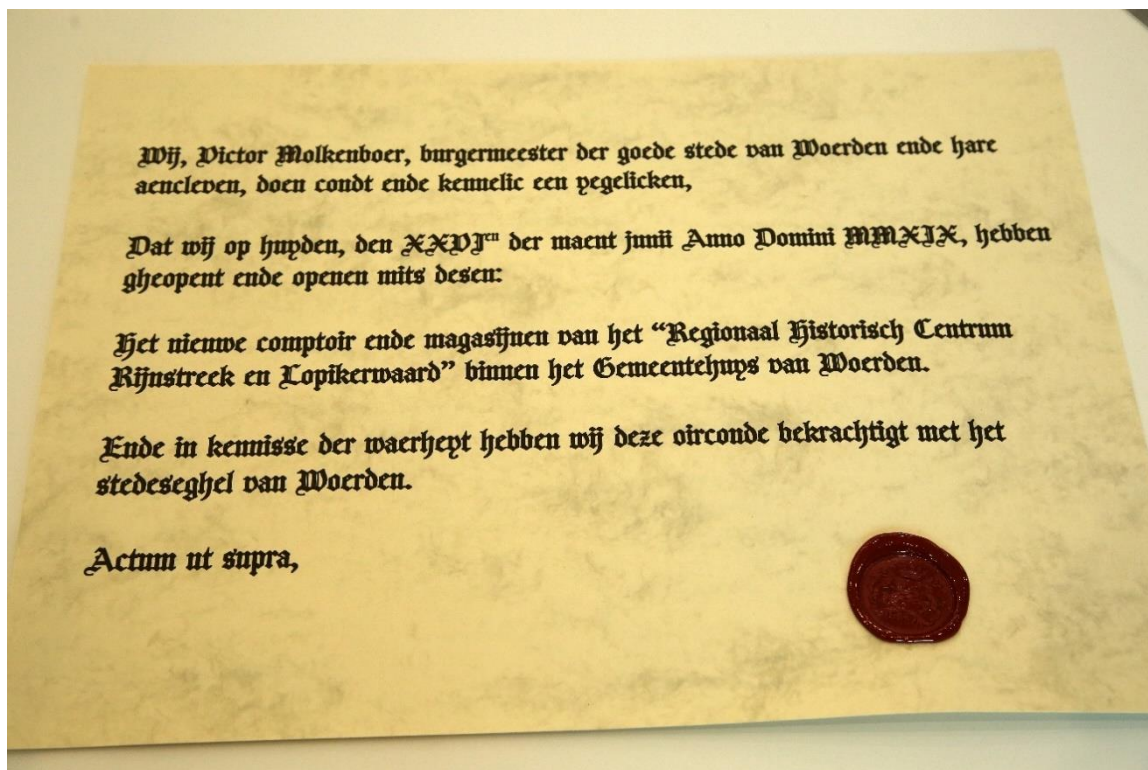 Wij, Victor Molkenboer, burgermeester der goede stede van Woerden ende hare
aencleven, doen condt ende kennelic een yegelicken,
Dat wij op huyden, den XXVIen der maent junii Anno Domini MMXIX, hebben
gheopent ende openen mits desen:
Het nieuwe comptoir ende magasijnen van het “Regionaal Historisch Centrum
Rijnstreek en Lopikerwaard” binnen het Gemeentehuys van Woerden.
Ende in kennisse der waerheyt hebben wij deze oirconde bekrachtigt met het
stedeseghel van Woerden.
Actum ut supra,